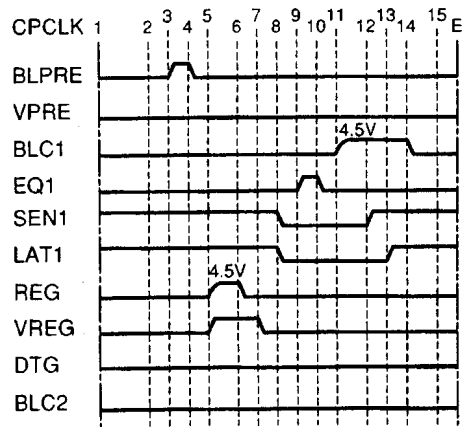 CPCLK 1 2 3 4 5 6 7 8 9 10 11 12 13 14 15 E
BLPRE
VPRE
BLC1 4.5V
EQ1
SEN1
LAT1
REG 4.5V
VREG
DTG
BLC2